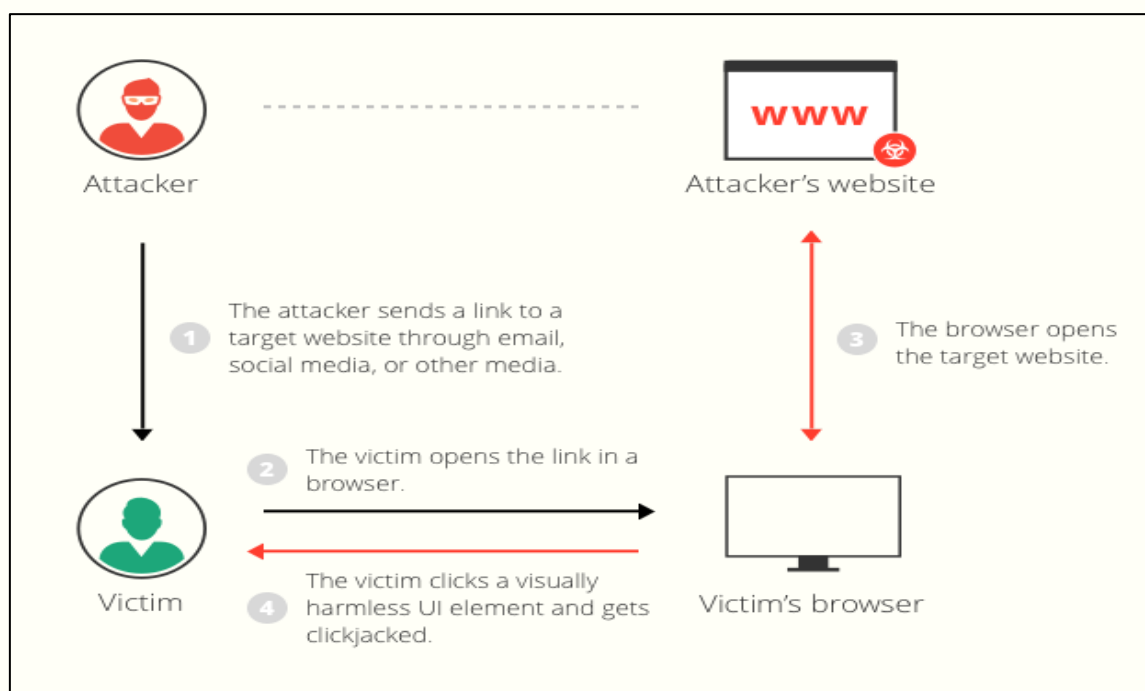 www
Attacker
Attacker's website
1
The attacker sends a link to a
target website through email,
social media, or other media.
3
The browser opens
the target website.
2
The victim opens the link in a
browser.
4
The victim clicks a visually
harmless UI element and gets
clickjacked.
Victim
Victim's browser